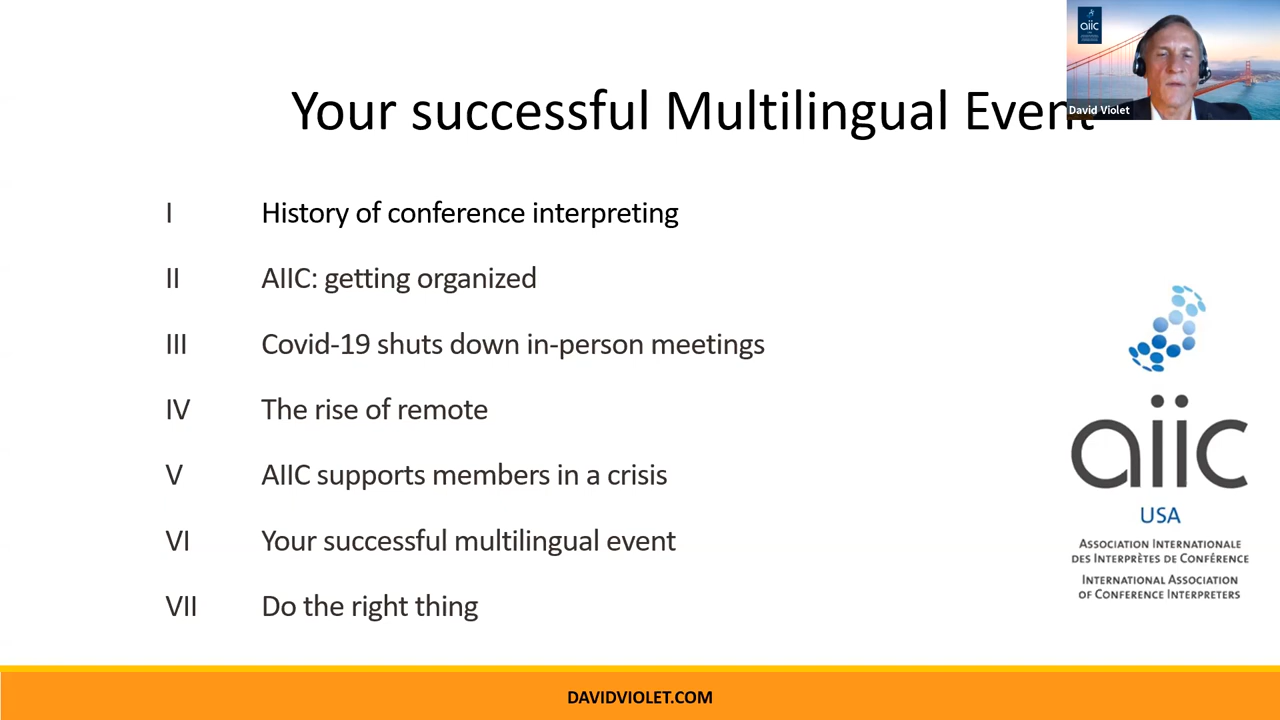 Your successful Multilingual Event
aiic
David Violet
I History of conference interpreting
II AIIC: getting organized
III Covid-19 shuts down in-person meetings
IV The rise of remote
V AIIC supports members in a crisis
VI Your successful multilingual event
VII Do the right thing
aiic
USA
ASSOCIATION INTERNATIONALE
DES INTERPRÈTES DE CONFÉRENCE
INTERNATIONAL ASSOCIATION
OF CONFERENCE INTERPRETERS
DAVIDVIOLET.COM